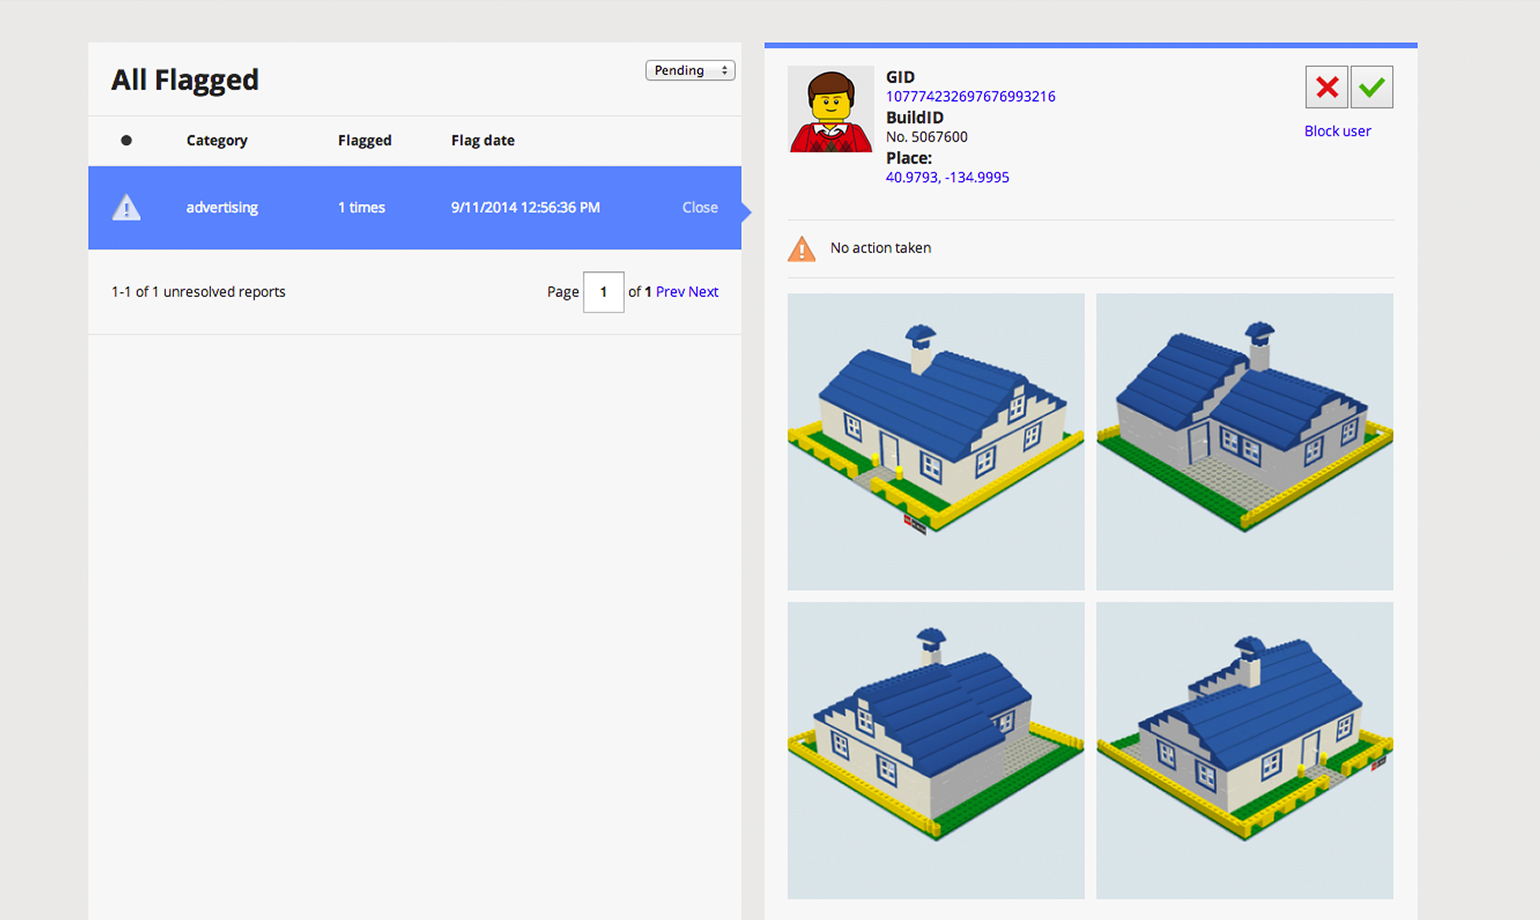 All Flagged
Pending
Category Flagged Flag date
advertising 1 times 9/11/2014 12:56:36 PM Close
1-1 of 1 unresolved reports Page 1 of 1 Prev Next
GID
107774232697676993216
BuildID
No. 5067600
Place:
40.9793, -134.9995
Block user
No action taken